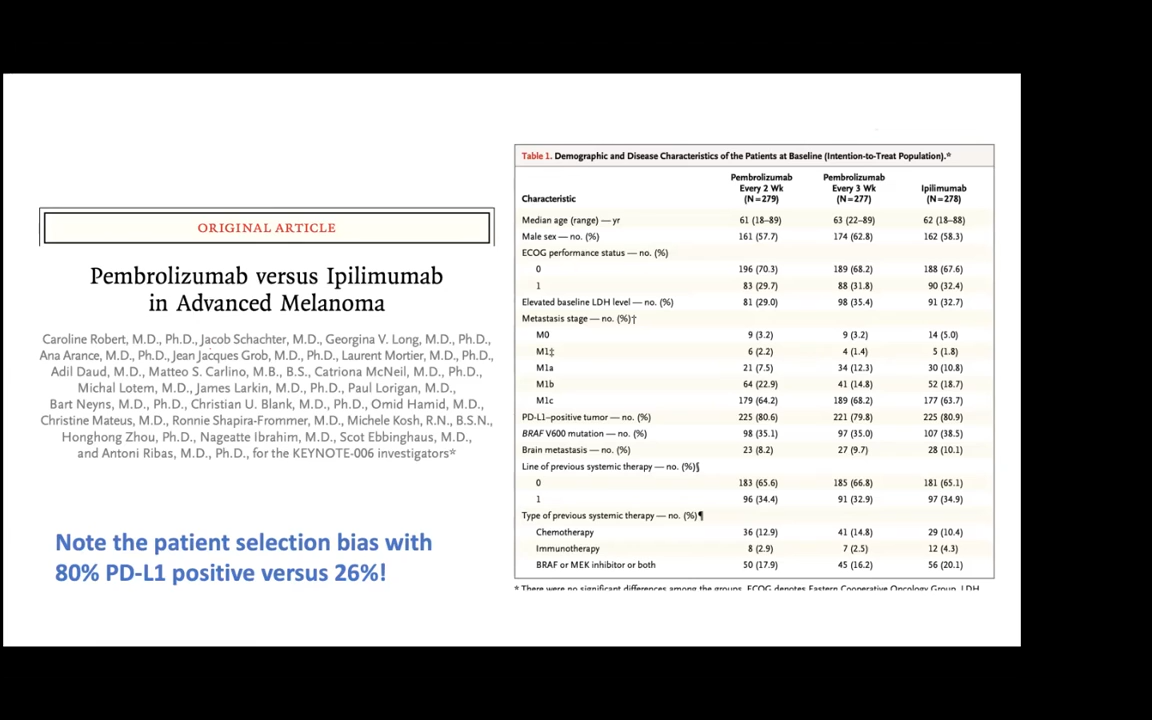 ORIGINAL ARTICLE
Pembrolizumab versus Ipilimumab
in Advanced Melanoma
Caroline Robert, M.D., Ph.D., Jacob Schachter, M.D., Georgina V. Long, M.D., Ph.D.,
Ana Arance, M.D., Ph.D., Jean Jacques Grob, M.D., Ph.D., Laurent Mortier, M.D., Ph.D.,
Adil Daud, M.D., Matteo S. Carlino, M.B., B.S., Catriona McNeil, M.D., Ph.D.,
Michal Lotem, M.D., James Larkin, M.D., Ph.D., Paul Lorigan, M.D.,
Bart Neyns, M.D., Ph.D., Christian U. Blank, M.D., Ph.D., Omid Hamid, M.D.,
Christine Mateus, M.D., Ronnie Shapira-Frommer, M.D., Michele Kosh, R.N., B.S.N.,
Honghong Zhou, Ph.D., Nageatte Ibrahim, M.D., Scot Ebbinghaus, M.D.,
and Antoni Ribas, M.D., Ph.D., for the KEYNOTE-006 investigators*
Note the patient selection bias with
80% PD-L1 positive versus 26%!
Table 1. Demographic and Disease Characteristics of the Patients at Baseline (Intention-to-Treat Population).*
Pembrolizumab Pembrolizumab
Every 2 Wk Every 3 Wk Ipilimumab
Characteristic (N=279) (N=277) (N=278)
Median age (range) — yr 61 (18–89) 63 (22–89) 62 (18–88)
Male sex — no. (%) 161 (57.7) 174 (62.8) 162 (58.3)
ECOG performance status — no. (%)
0 196 (70.3) 189 (68.2) 188 (67.6)
1 83 (29.7) 88 (31.8) 90 (32.4)
Elevated baseline LDH level — no. (%) 81 (29.0) 98 (35.4) 91 (32.7)
Metastasis stage — no. (%)†
M0 9 (3.2) 9 (3.2) 14 (5.0)
M1‡ 6 (2.2) 4 (1.4) 5 (1.8)
M1a 21 (7.5) 34 (12.3) 30 (10.8)
M1b 64 (22.9) 41 (14.8) 52 (18.7)
M1c 179 (64.2) 189 (68.2) 177 (63.7)
PD-L1–positive tumor — no. (%) 225 (80.6) 221 (79.8) 225 (80.9)
BRAF V600 mutation — no. (%) 98 (35.1) 97 (35.0) 107 (38.5)
Brain metastasis — no. (%) 23 (8.2) 27 (9.7) 28 (10.1)
Line of previous systemic therapy — no. (%)§
0 183 (65.6) 185 (66.8) 181 (65.1)
1 96 (34.4) 91 (32.9) 97 (34.9)
Type of previous systemic therapy — no. (%)¶
Chemotherapy 36 (12.9) 41 (14.8) 29 (10.4)
Immunotherapy 8 (2.9) 7 (2.5) 12 (4.3)
BRAF or MEK inhibitor or both 50 (17.9) 45 (16.2) 56 (20.1)
* There were no significant differences among the groups. ECOG denotes Eastern Cooperative Oncology Group, LDH